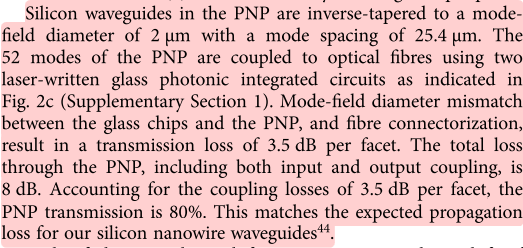 Silicon waveguides in the PNP are inverse-tapered to a mode-
field diameter of 2 μm with a mode spacing of 25.4 μm. The
52 modes of the PNP are coupled to optical fibres using two
laser-written glass photonic integrated circuits as indicated in
Fig. 2c (Supplementary Section 1). Mode-field diameter mismatch
between the glass chips and the PNP, and fibre connectorization,
result in a transmission loss of 3.5 dB per facet. The total loss
through the PNP, including both input and output coupling, is
8 dB. Accounting for the coupling losses of 3.5 dB per facet, the
PNP transmission is 80%. This matches the expected propagation
loss for our silicon nanowire waveguides⁴⁴.